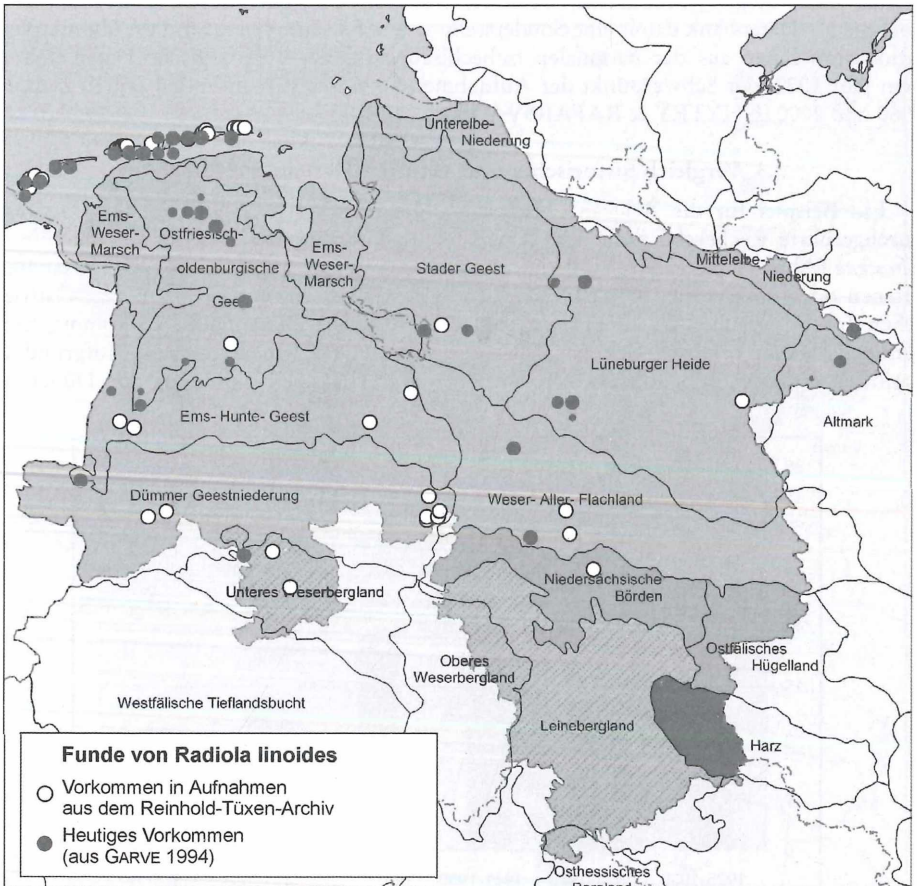 Unterelbe-
Niederung
Ems-
Weser-
Marsch
Ostfriesisch-
oldenburgische
Geest
Ems-
Weser-
Marsch
Stader Geest
Mittelelbe-
Niederung
Lüneburger Heide
Altmark
Ems-Hunte- Geest
Dümmer Geestniederung
Weser- Aller- Flachland
Unteres Weserbergland
Niedersächsische
Börden
Ostfälisches
Hügelland
Oberes
Weserbergland
Westfälische Tieflandsbucht
Leinebergland
Harz
Osthessisches
Funde von Radiola linoides
Vorkommen in Aufnahmen
aus dem Reinhold-Tüxen-Archiv
Heutiges Vorkommen
(aus GARVE 1994)